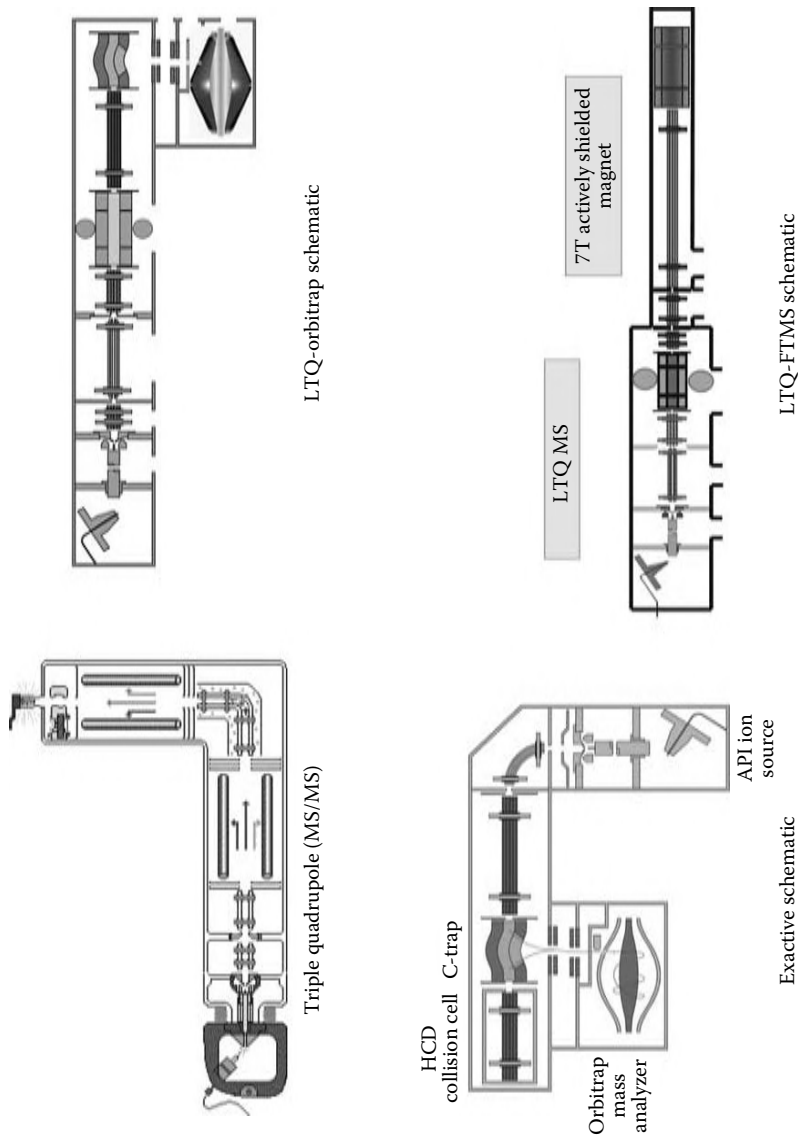 Triple quadrupole (MS/MS)
LTQ-orbitrap schematic
HCD
collision cell
C-trap
Orbitrap
mass
analyzer
API ion
source
Exactive schematic
LTQ MS
7T actively shielded
magnet
LTQ-FTMS schematic